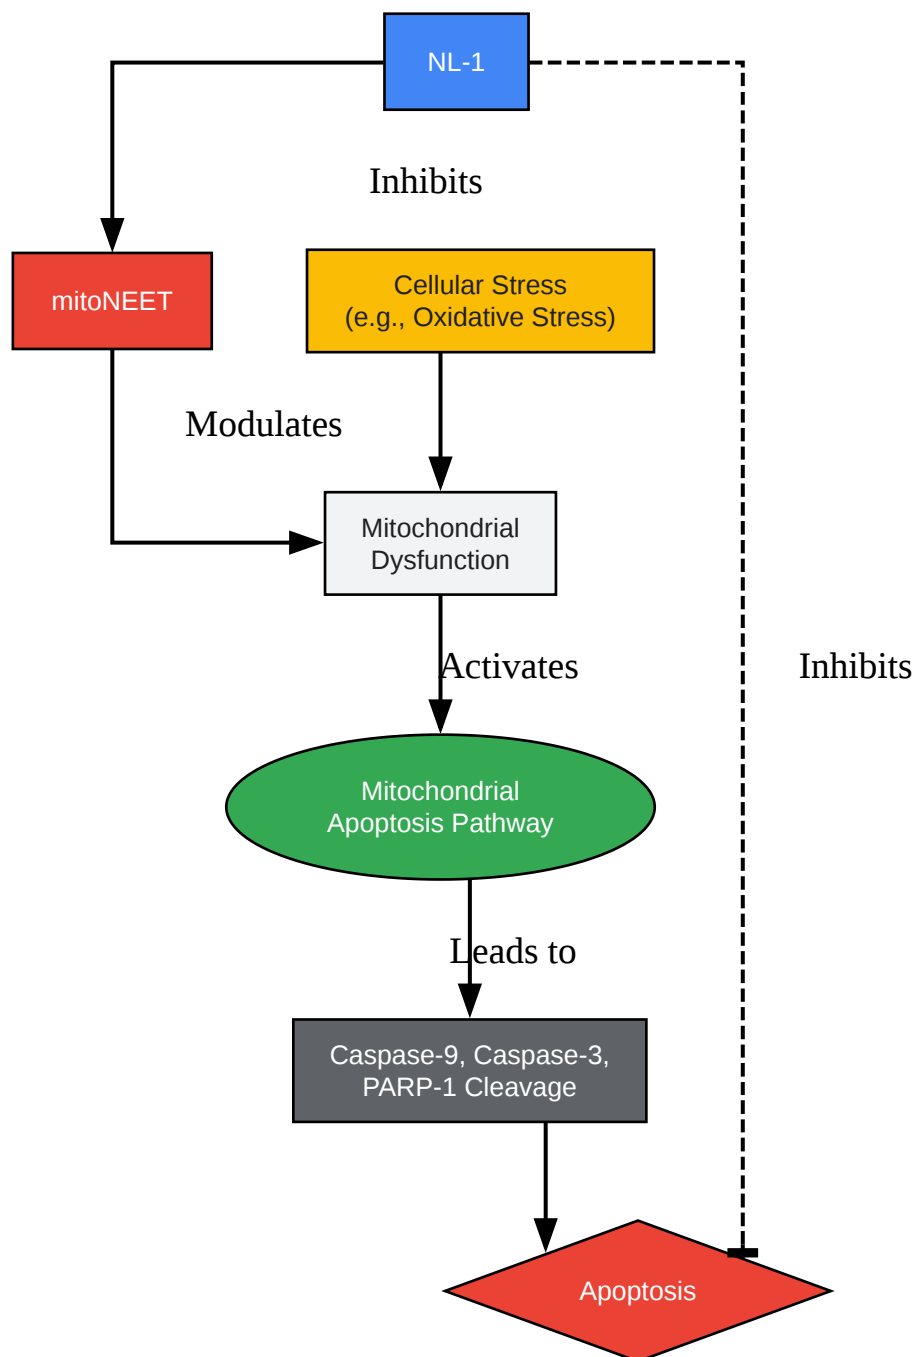 NL-1
Inhibits
mitoNEET
Cellular Stress
(e.g., Oxidative Stress)
Modulates
Mitochondrial
Dysfunction
Activates
Inhibits
Mitochondrial
Apoptosis Pathway
Leads to
Caspase-9, Caspase-3,
PARP-1 Cleavage
Apoptosis